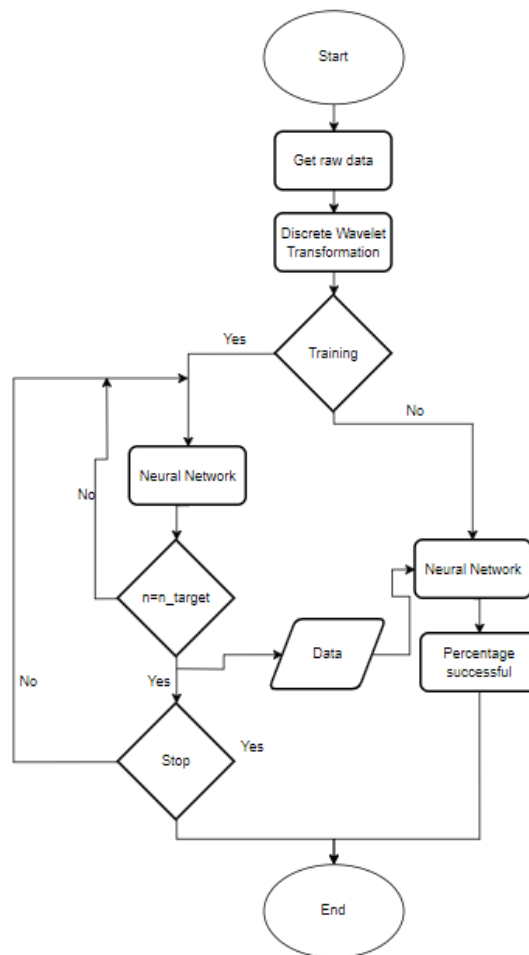 Start
Get raw data
Discrete Wavelet
Transformation
Training
Yes
No
Neural Network
No
n=n_target
Neural Network
Data
Percentage
successful
Yes
No
Stop
Yes
End